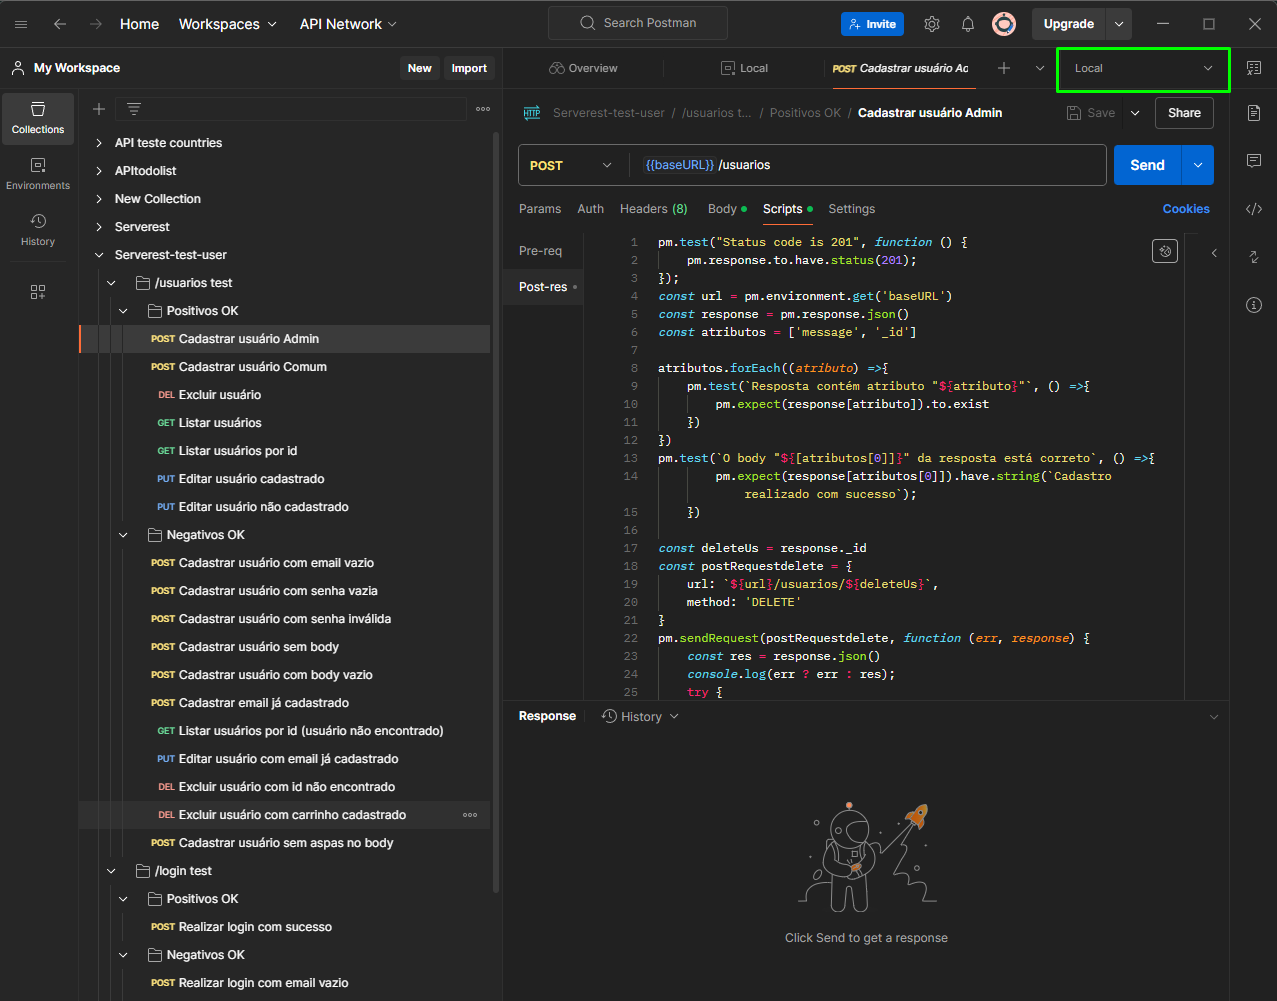 Home Workspaces API Network Search Postman Invite Upgrade
My Workspace New Import Overview Local POST Cadastrar usuário Ad Local
Collections
Environments
History
API teste countries
APItodolist
New Collection
Serverest
Serverest-test-user
/usuarios test
Positivos OK
POST Cadastrar usuário Admin
POST Cadastrar usuário Comum
DEL Excluir usuário
GET Listar usuários
GET Listar usuários por id
PUT Editar usuário cadastrado
PUT Editar usuário não cadastrado
Negativos OK
POST Cadastrar usuário com email vazio
POST Cadastrar usuário com senha vazia
POST Cadastrar usuário com senha inválida
POST Cadastrar usuário sem body
POST Cadastrar usuário com body vazio
POST Cadastrar email já cadastrado
GET Listar usuários por id (usuário não encontrado)
PUT Editar usuário com email já cadastrado
DEL Excluir usuário com id não encontrado
DEL Excluir usuário com carrinho cadastrado
POST Cadastrar usuário sem aspas no body
/login test
Positivos OK
POST Realizar login com sucesso
Negativos OK
POST Realizar login com email vazio
HTTP Serverest-test-user / /usuarios t... / Positivos OK / Cadastrar usuário Admin Save Share
POST {{baseURL}} /usuarios Send
Params Auth Headers (8) Body Scripts Settings Cookies
Pre-req
Post-res
1 pm.test("Status code is 201", function () {
2 pm.response.to.have.status(201);
3 });
4 const url = pm.environment.get('baseURL')
5 const response = pm.response.json()
6 const atributos = ['message', '_id']
7
8 atributos.forEach((atributo) =>{
9 pm.test(`Resposta contém atributo "${atributo}"`, () =>{
10 pm.expect(response[atributo]).to.exist
11 })
12 })
13 pm.test(`O body "${[atributos[0]]}" da resposta está correto`, () =>{
14 pm.expect(response[atributos[0]]).have.string(`Cadastro
realizado com sucesso`);
15 })
16
17 const deleteUs = response._id
18 const postRequestdelete = {
19 url: `${url}/usuarios/${deleteUs}`,
20 method: 'DELETE'
21 }
22 pm.sendRequest(postRequestdelete, function (err, response) {
23 const res = response.json()
24 console.log(err ? err : res);
25 try {
Response History
Click Send to get a response